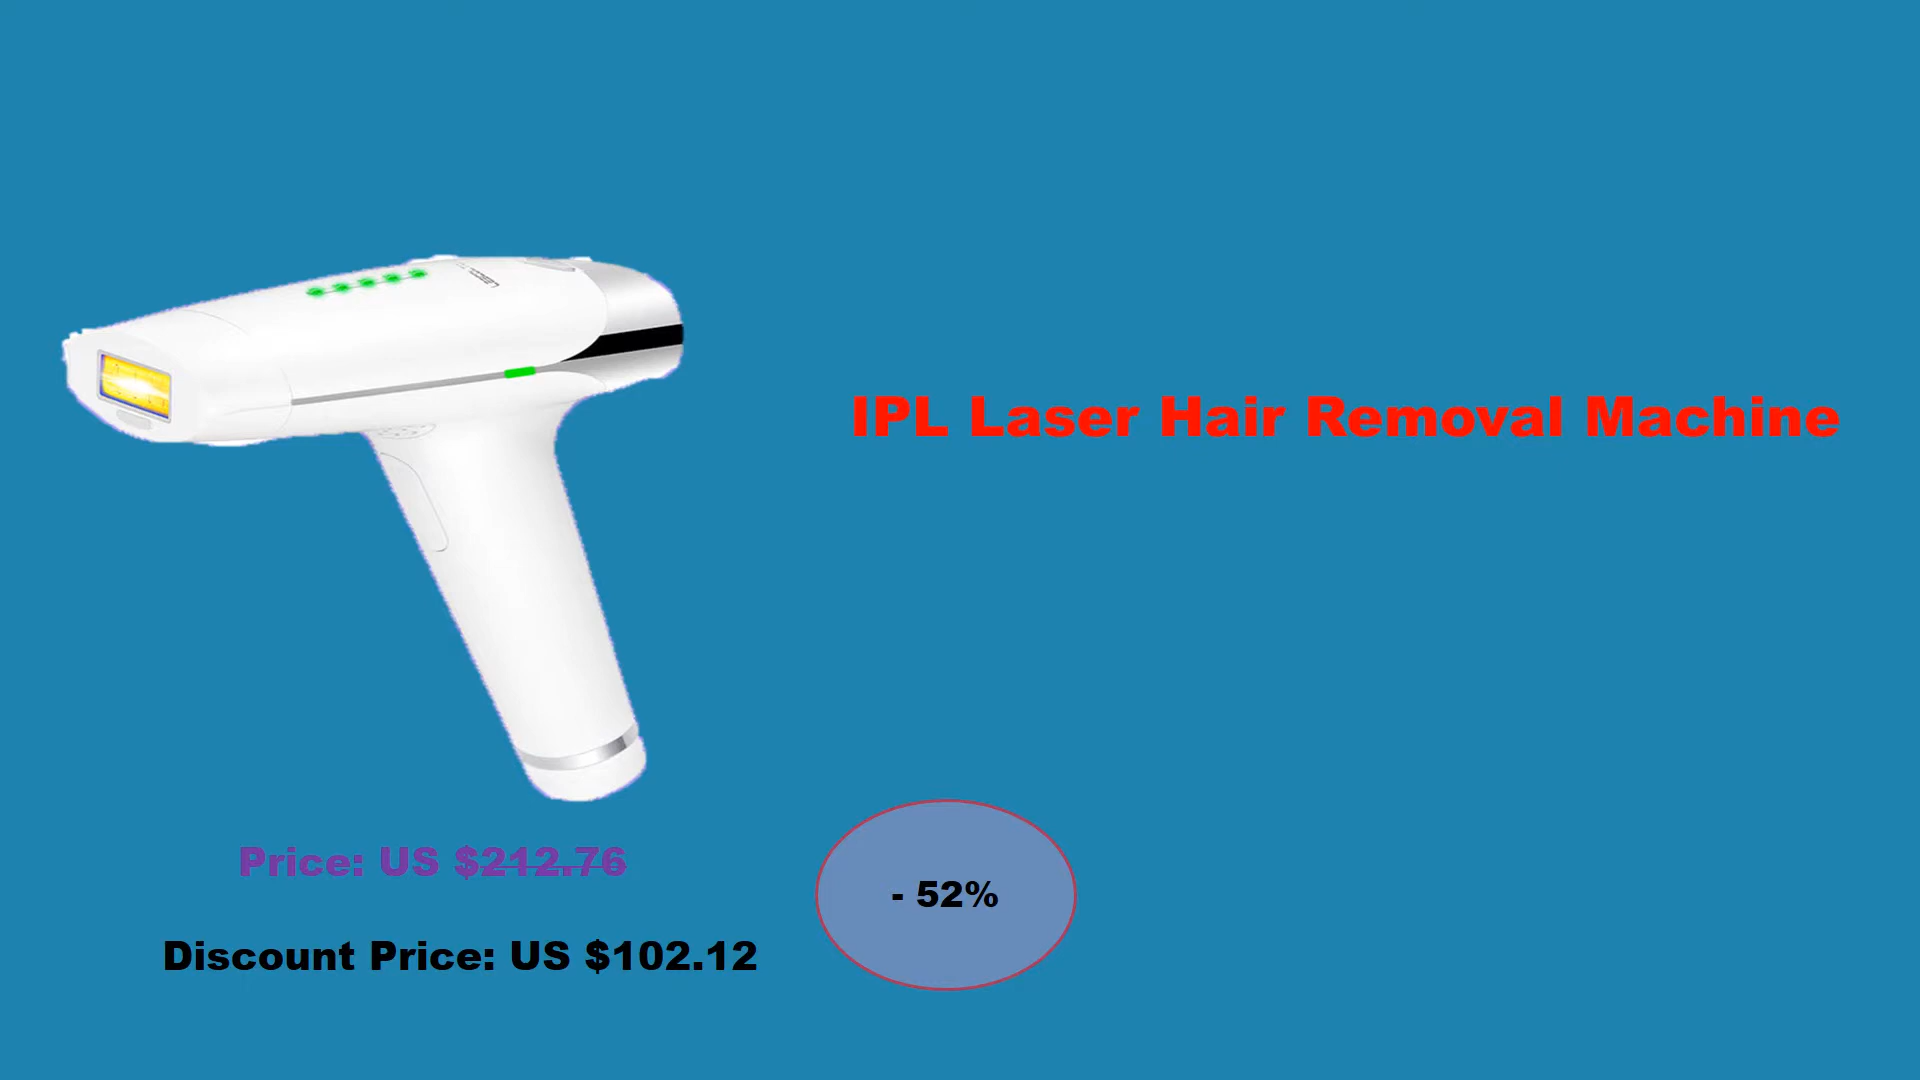 IPL Laser Hair Removal Machine
Price: US $212.76
- 52%
Discount Price: US $102.12